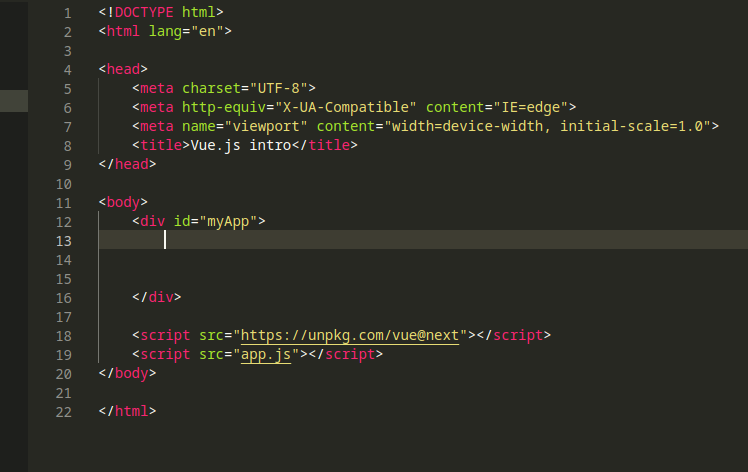 1 <!DOCTYPE html>
2 <html lang="en">
3
4 <head>
5 <meta charset="UTF-8">
6 <meta http-equiv="X-UA-Compatible" content="IE=edge">
7 <meta name="viewport" content="width=device-width, initial-scale=1.0">
8 <title>Vue.js intro</title>
9 </head>
10
11 <body>
12 <div id="myApp">
13
14
15
16 </div>
17
18 <script src="https://unpkg.com/vue@next"></script>
19 <script src="app.js"></script>
20 </body>
21
22 </html>